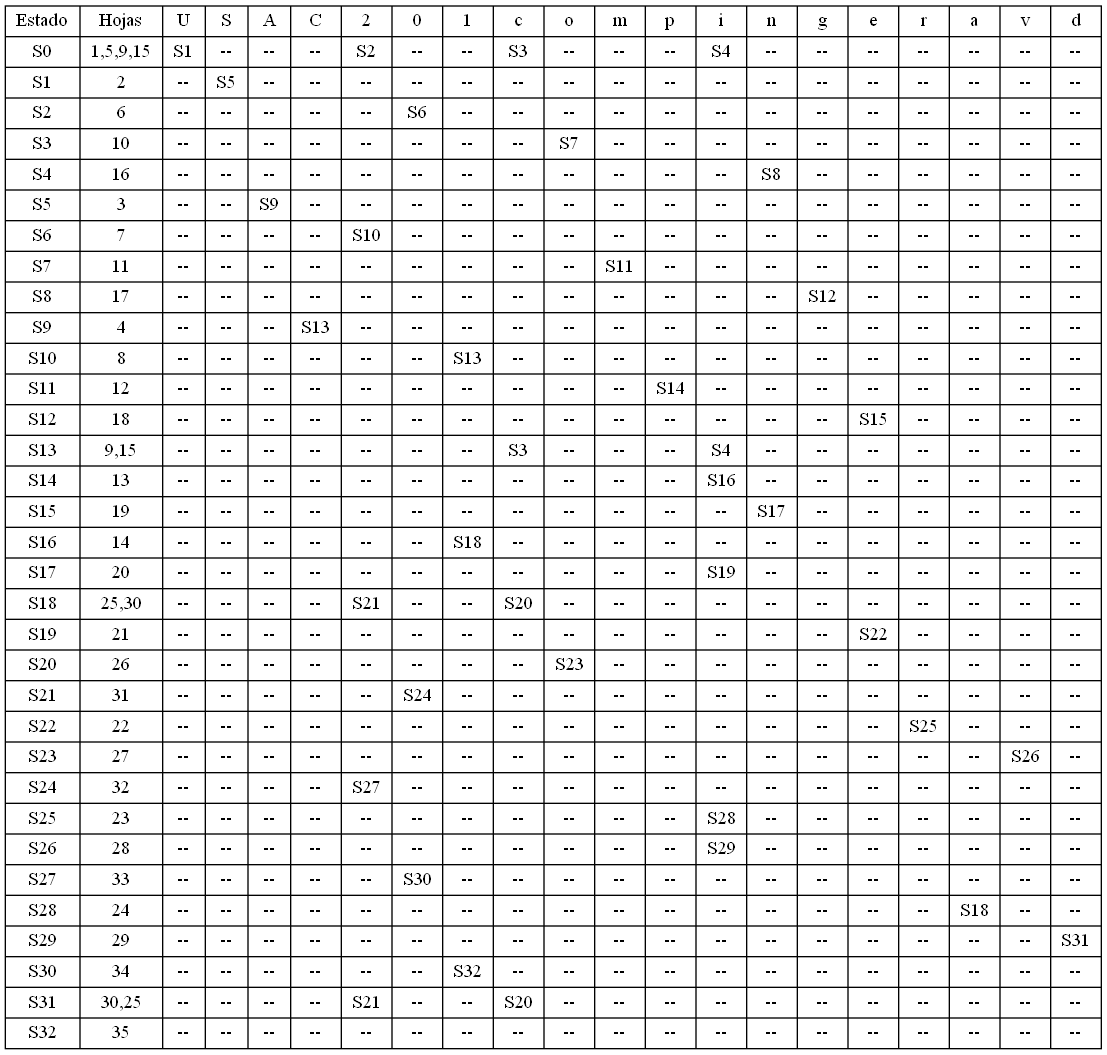 Estado Hojas U S A C 2 0 1 c o m p i n g e r a v d
S0 1,5,9,15 S1 -- -- -- S2 -- -- S3 -- -- -- S4 -- -- -- -- -- -- --
S1 2 -- S5 -- -- -- -- -- -- -- -- -- -- -- -- -- -- -- -- --
S2 6 -- -- -- -- -- S6 -- -- -- -- -- -- -- -- -- -- -- -- --
S3 10 -- -- -- -- -- -- -- -- S7 -- -- -- -- -- -- -- -- -- --
S4 16 -- -- -- -- -- -- -- -- -- -- -- -- S8 -- -- -- -- -- --
S5 3 -- -- S9 -- -- -- -- -- -- -- -- -- -- -- -- -- -- -- --
S6 7 -- -- -- -- S10 -- -- -- -- -- -- -- -- -- -- -- -- -- --
S7 11 -- -- -- -- -- -- -- -- -- S11 -- -- -- -- -- -- -- -- --
S8 17 -- -- -- -- -- -- -- -- -- -- -- -- -- S12 -- -- -- -- --
S9 4 -- -- -- S13 -- -- -- -- -- -- -- -- -- -- -- -- -- -- --
S10 8 -- -- -- -- -- -- S13 -- -- -- -- -- -- -- -- -- -- -- --
S11 12 -- -- -- -- -- -- -- -- -- -- S14 -- -- -- -- -- -- -- --
S12 18 -- -- -- -- -- -- -- -- -- -- -- -- -- -- S15 -- -- -- --
S13 9,15 -- -- -- -- -- -- -- S3 -- -- -- S4 -- -- -- -- -- -- --
S14 13 -- -- -- -- -- -- -- -- -- -- -- S16 -- -- -- -- -- -- --
S15 19 -- -- -- -- -- -- -- -- -- -- -- -- S17 -- -- -- -- -- --
S16 14 -- -- -- -- -- -- S18 -- -- -- -- -- -- -- -- -- -- -- --
S17 20 -- -- -- -- -- -- -- -- -- -- -- S19 -- -- -- -- -- -- --
S18 25,30 -- -- -- -- S21 -- -- S20 -- -- -- -- -- -- -- -- -- -- --
S19 21 -- -- -- -- -- -- -- -- -- -- -- -- -- -- S22 -- -- -- --
S20 26 -- -- -- -- -- -- -- -- S23 -- -- -- -- -- -- -- -- -- --
S21 31 -- -- -- -- -- S24 -- -- -- -- -- -- -- -- -- -- -- -- --
S22 22 -- -- -- -- -- -- -- -- -- -- -- -- -- -- -- S25 -- -- --
S23 27 -- -- -- -- -- -- -- -- -- -- -- -- -- -- -- -- -- S26 --
S24 32 -- -- -- -- S27 -- -- -- -- -- -- -- -- -- -- -- -- -- --
S25 23 -- -- -- -- -- -- -- -- -- -- -- S28 -- -- -- -- -- -- --
S26 28 -- -- -- -- -- -- -- -- -- -- -- S29 -- -- -- -- -- -- --
S27 33 -- -- -- -- -- S30 -- -- -- -- -- -- -- -- -- -- -- -- --
S28 24 -- -- -- -- -- -- -- -- -- -- -- -- -- -- -- -- S18 -- --
S29 29 -- -- -- -- -- -- -- -- -- -- -- -- -- -- -- -- -- -- S31
S30 34 -- -- -- -- -- -- S32 -- -- -- -- -- -- -- -- -- -- -- --
S31 30,25 -- -- -- -- S21 -- -- S20 -- -- -- -- -- -- -- -- -- -- --
S32 35 -- -- -- -- -- -- -- -- -- -- -- -- -- -- -- -- -- -- --